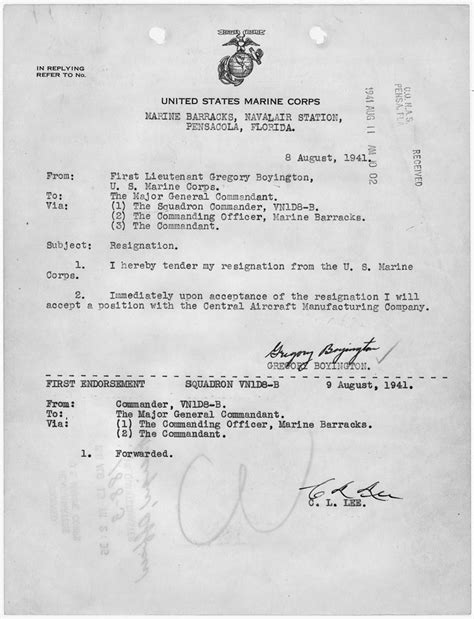 IN REPLYING
REFER TO No.
UNITED STATES MARINE CORPS
MARINE BARRACKS, NAVALAIR STATION,
PENSACOLA, FLORIDA.
1941 AUG 11 AM 10 02
RECEIVED
8 August, 1941.
From: First Lieutenant Gregory Boyington,
U. S. Marine Corps.
To: The Major General Commandant.
Via: (1) The Squadron Commander, VN1D8-B.
(2) The Commanding Officer, Marine Barracks.
(3) The Commandant.
Subject: Resignation.
1. I hereby tender my resignation from the U. S. Marine
Corps.
2. Immediately upon acceptance of the resignation I will
accept a position with the Central Aircraft Manufacturing Company.
Gregory Boyington
GREGORY BOYINGTON.
FIRST ENDORSEMENT SQUADRON VN1D8-B 9 August, 1941.
From: Commander, VN1D8-B.
To: The Major General Commandant.
Via: (1) The Commanding Officer, Marine Barracks.
(2) The Commandant.
1. Forwarded.
C L Lee
C. L. LEE.